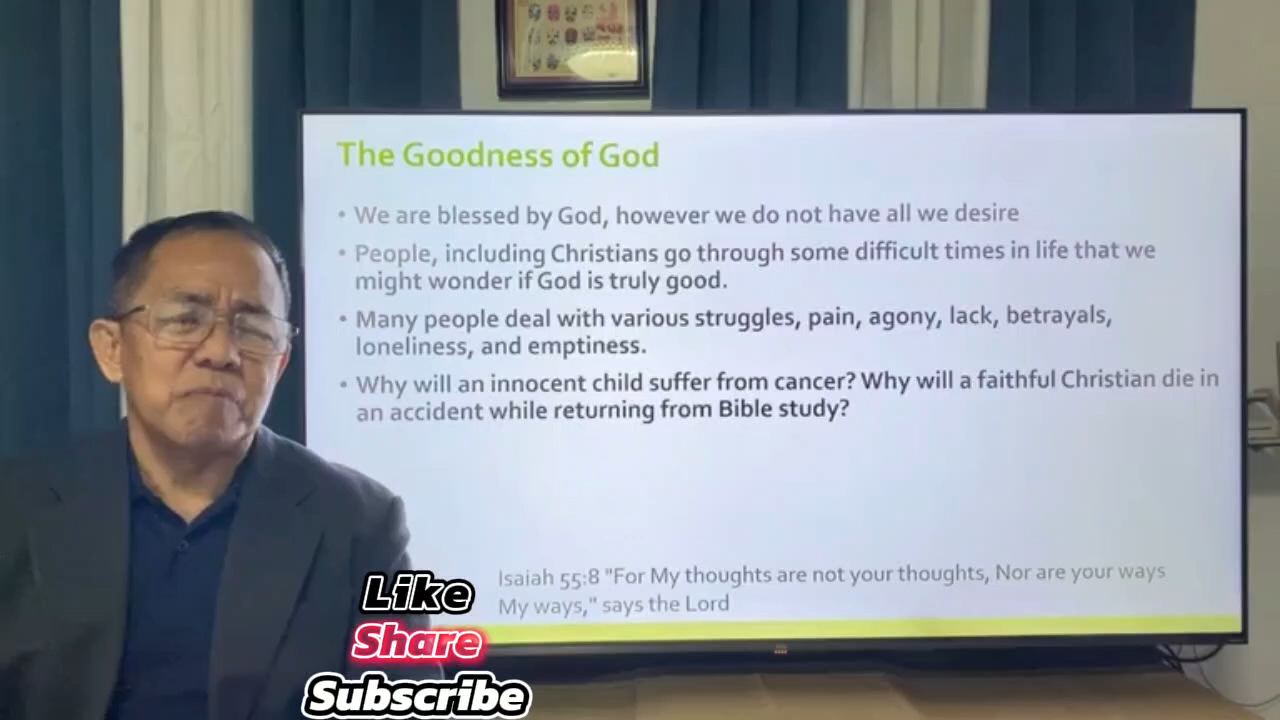 The Goodness of God
• We are blessed by God, however we do not have all we desire
• People, including Christians go through some difficult times in life that we
might wonder if God is truly good.
• Many people deal with various struggles, pain, agony, lack, betrayals,
loneliness, and emptiness.
• Why will an innocent child suffer from cancer? Why will a faithful Christian die in
an accident while returning from Bible study?
Isaiah 55:8 "For My thoughts are not your thoughts, Nor are your ways
My ways," says the Lord
Like
Share
Subscribe